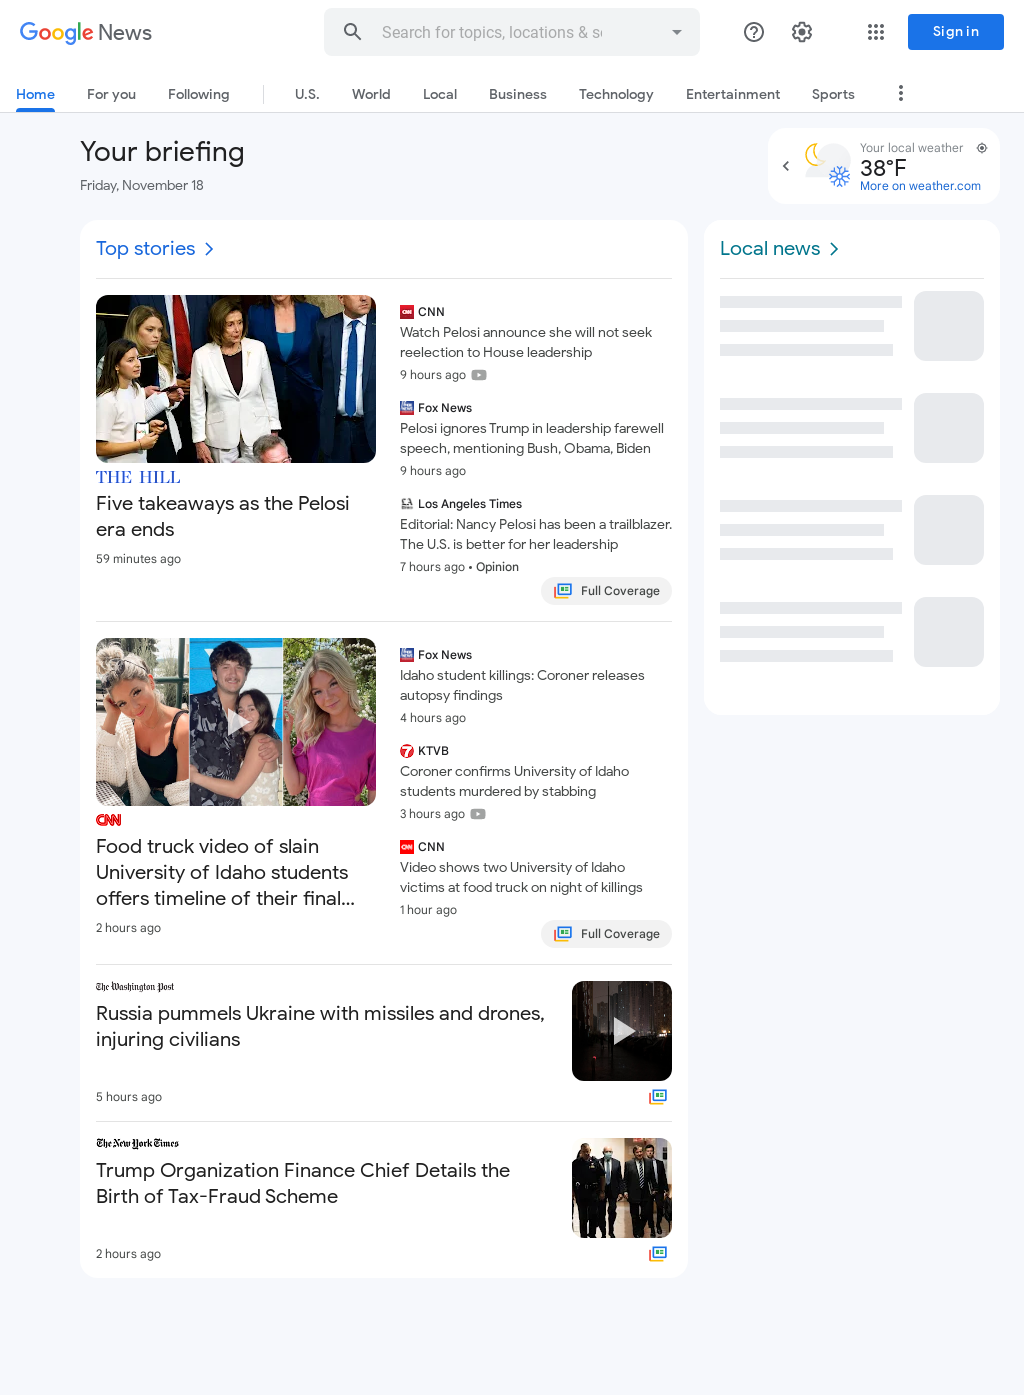 Google News
Search for topics, locations & so
Sign in
Home
For you
Following
U.S.
World
Local
Business
Technology
Entertainment
Sports
Your briefing
Friday, November 18
Your local weather
38°F
More on weather.com
Top stories
THE HILL
Five takeaways as the Pelosi
era ends
59 minutes ago
CNN
Watch Pelosi announce she will not seek
reelection to House leadership
9 hours ago
Fox News
Pelosi ignores Trump in leadership farewell
speech, mentioning Bush, Obama, Biden
9 hours ago
Los Angeles Times
Editorial: Nancy Pelosi has been a trailblazer.
The U.S. is better for her leadership
7 hours ago • Opinion
Full Coverage
CNN
Food truck video of slain
University of Idaho students
offers timeline of their final...
2 hours ago
Fox News
Idaho student killings: Coroner releases
autopsy findings
4 hours ago
KTVB
Coroner confirms University of Idaho
students murdered by stabbing
3 hours ago
CNN
Video shows two University of Idaho
victims at food truck on night of killings
1 hour ago
Full Coverage
The Washington Post
Russia pummels Ukraine with missiles and drones,
injuring civilians
5 hours ago
The New York Times
Trump Organization Finance Chief Details the
Birth of Tax-Fraud Scheme
2 hours ago
Local news